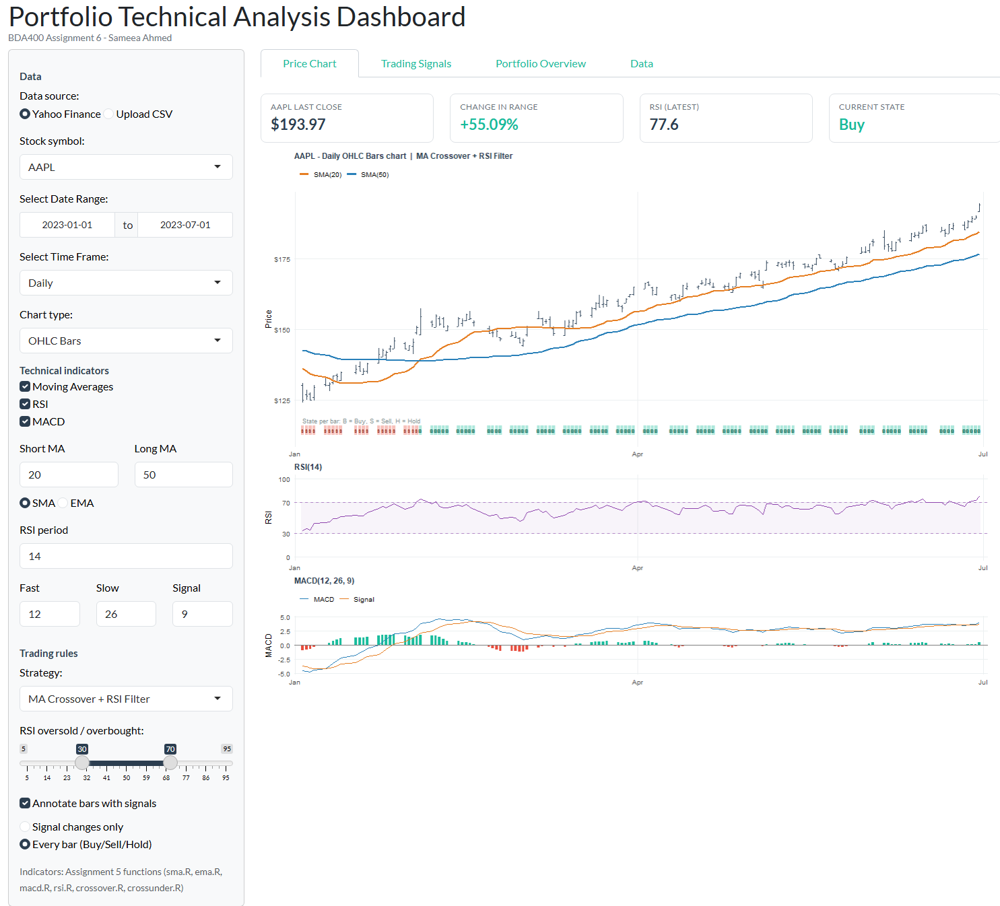 Portfolio Technical Analysis Dashboard
BDA400 Assignment 6 - Sameea Ahmed
Data
Data source:
Yahoo Finance Upload CSV
Stock symbol:
AAPL
Select Date Range:
2023-01-01 to 2023-07-01
Select Time Frame:
Daily
Chart type:
OHLC Bars
Technical indicators
Moving Averages
RSI
MACD
Short MA Long MA
20 50
SMA EMA
RSI period
14
Fast Slow Signal
12 26 9
Trading rules
Strategy:
MA Crossover + RSI Filter
RSI oversold / overbought:
5 30 70 95
5 14 23 32 41 50 59 68 77 86 95
Annotate bars with signals
Signal changes only
Every bar (Buy/Sell/Hold)
Indicators: Assignment 5 functions (sma.R, ema.R,
macd.R, rsi.R, crossover.R, crossunder.R)
Price Chart Trading Signals Portfolio Overview Data
AAPL LAST CLOSE
$193.97
CHANGE IN RANGE
+55.09%
RSI (LATEST)
77.6
CURRENT STATE
Buy
AAPL - Daily OHLC Bars chart | MA Crossover + RSI Filter
SMA(20) SMA(50)
$175
Price
$150
$125
State per bar: B = Buy, S = Sell, H = Hold
Jan Apr Jul
RSI(14)
100
70
RSI
30
0
Jan Apr Jul
MACD(12, 26, 9)
MACD Signal
5.0
2.5
MACD
0.0
-2.5
-5.0
Jan Apr Jul